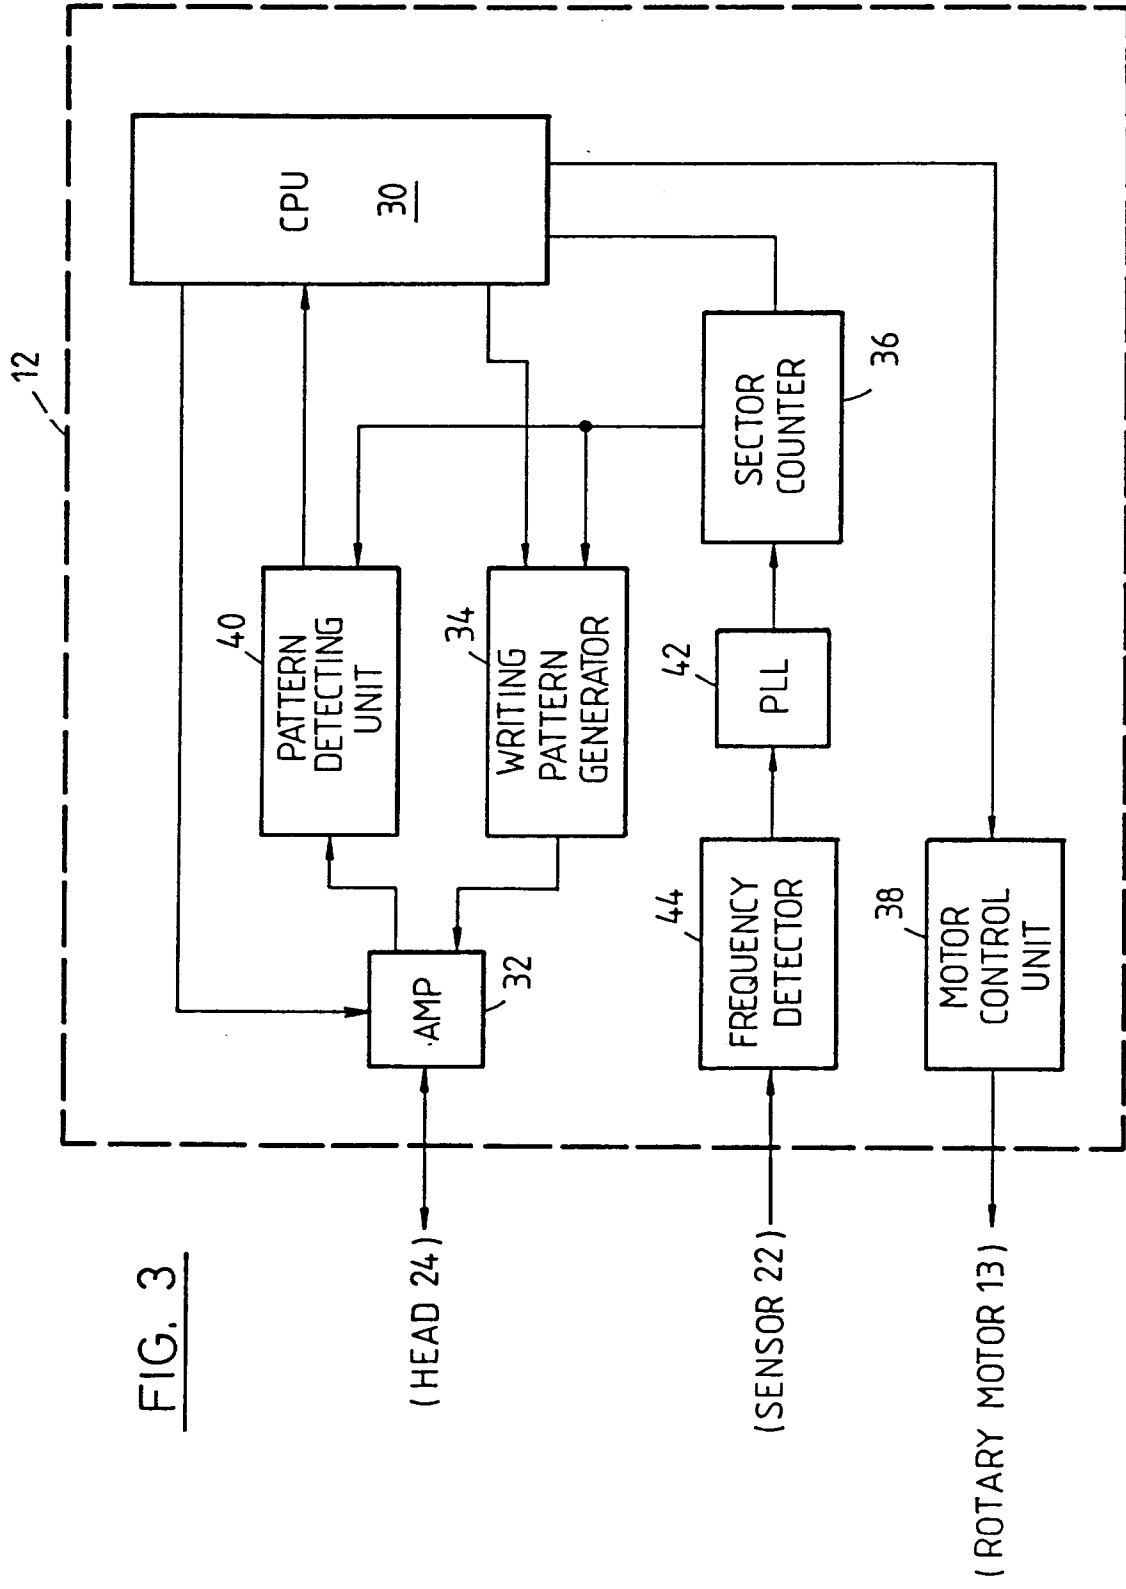 FIG. 3
12
CPU
30
40
PATTERN
DETECTING
UNIT
34
WRITING
PATTERN
GENERATOR
AMP
32
(HEAD 24)
SECTOR
COUNTER
36
42
PLL
44
FREQUENCY
DETECTOR
(SENSOR 22)
38
MOTOR
CONTROL
UNIT
(ROTARY MOTOR 13)